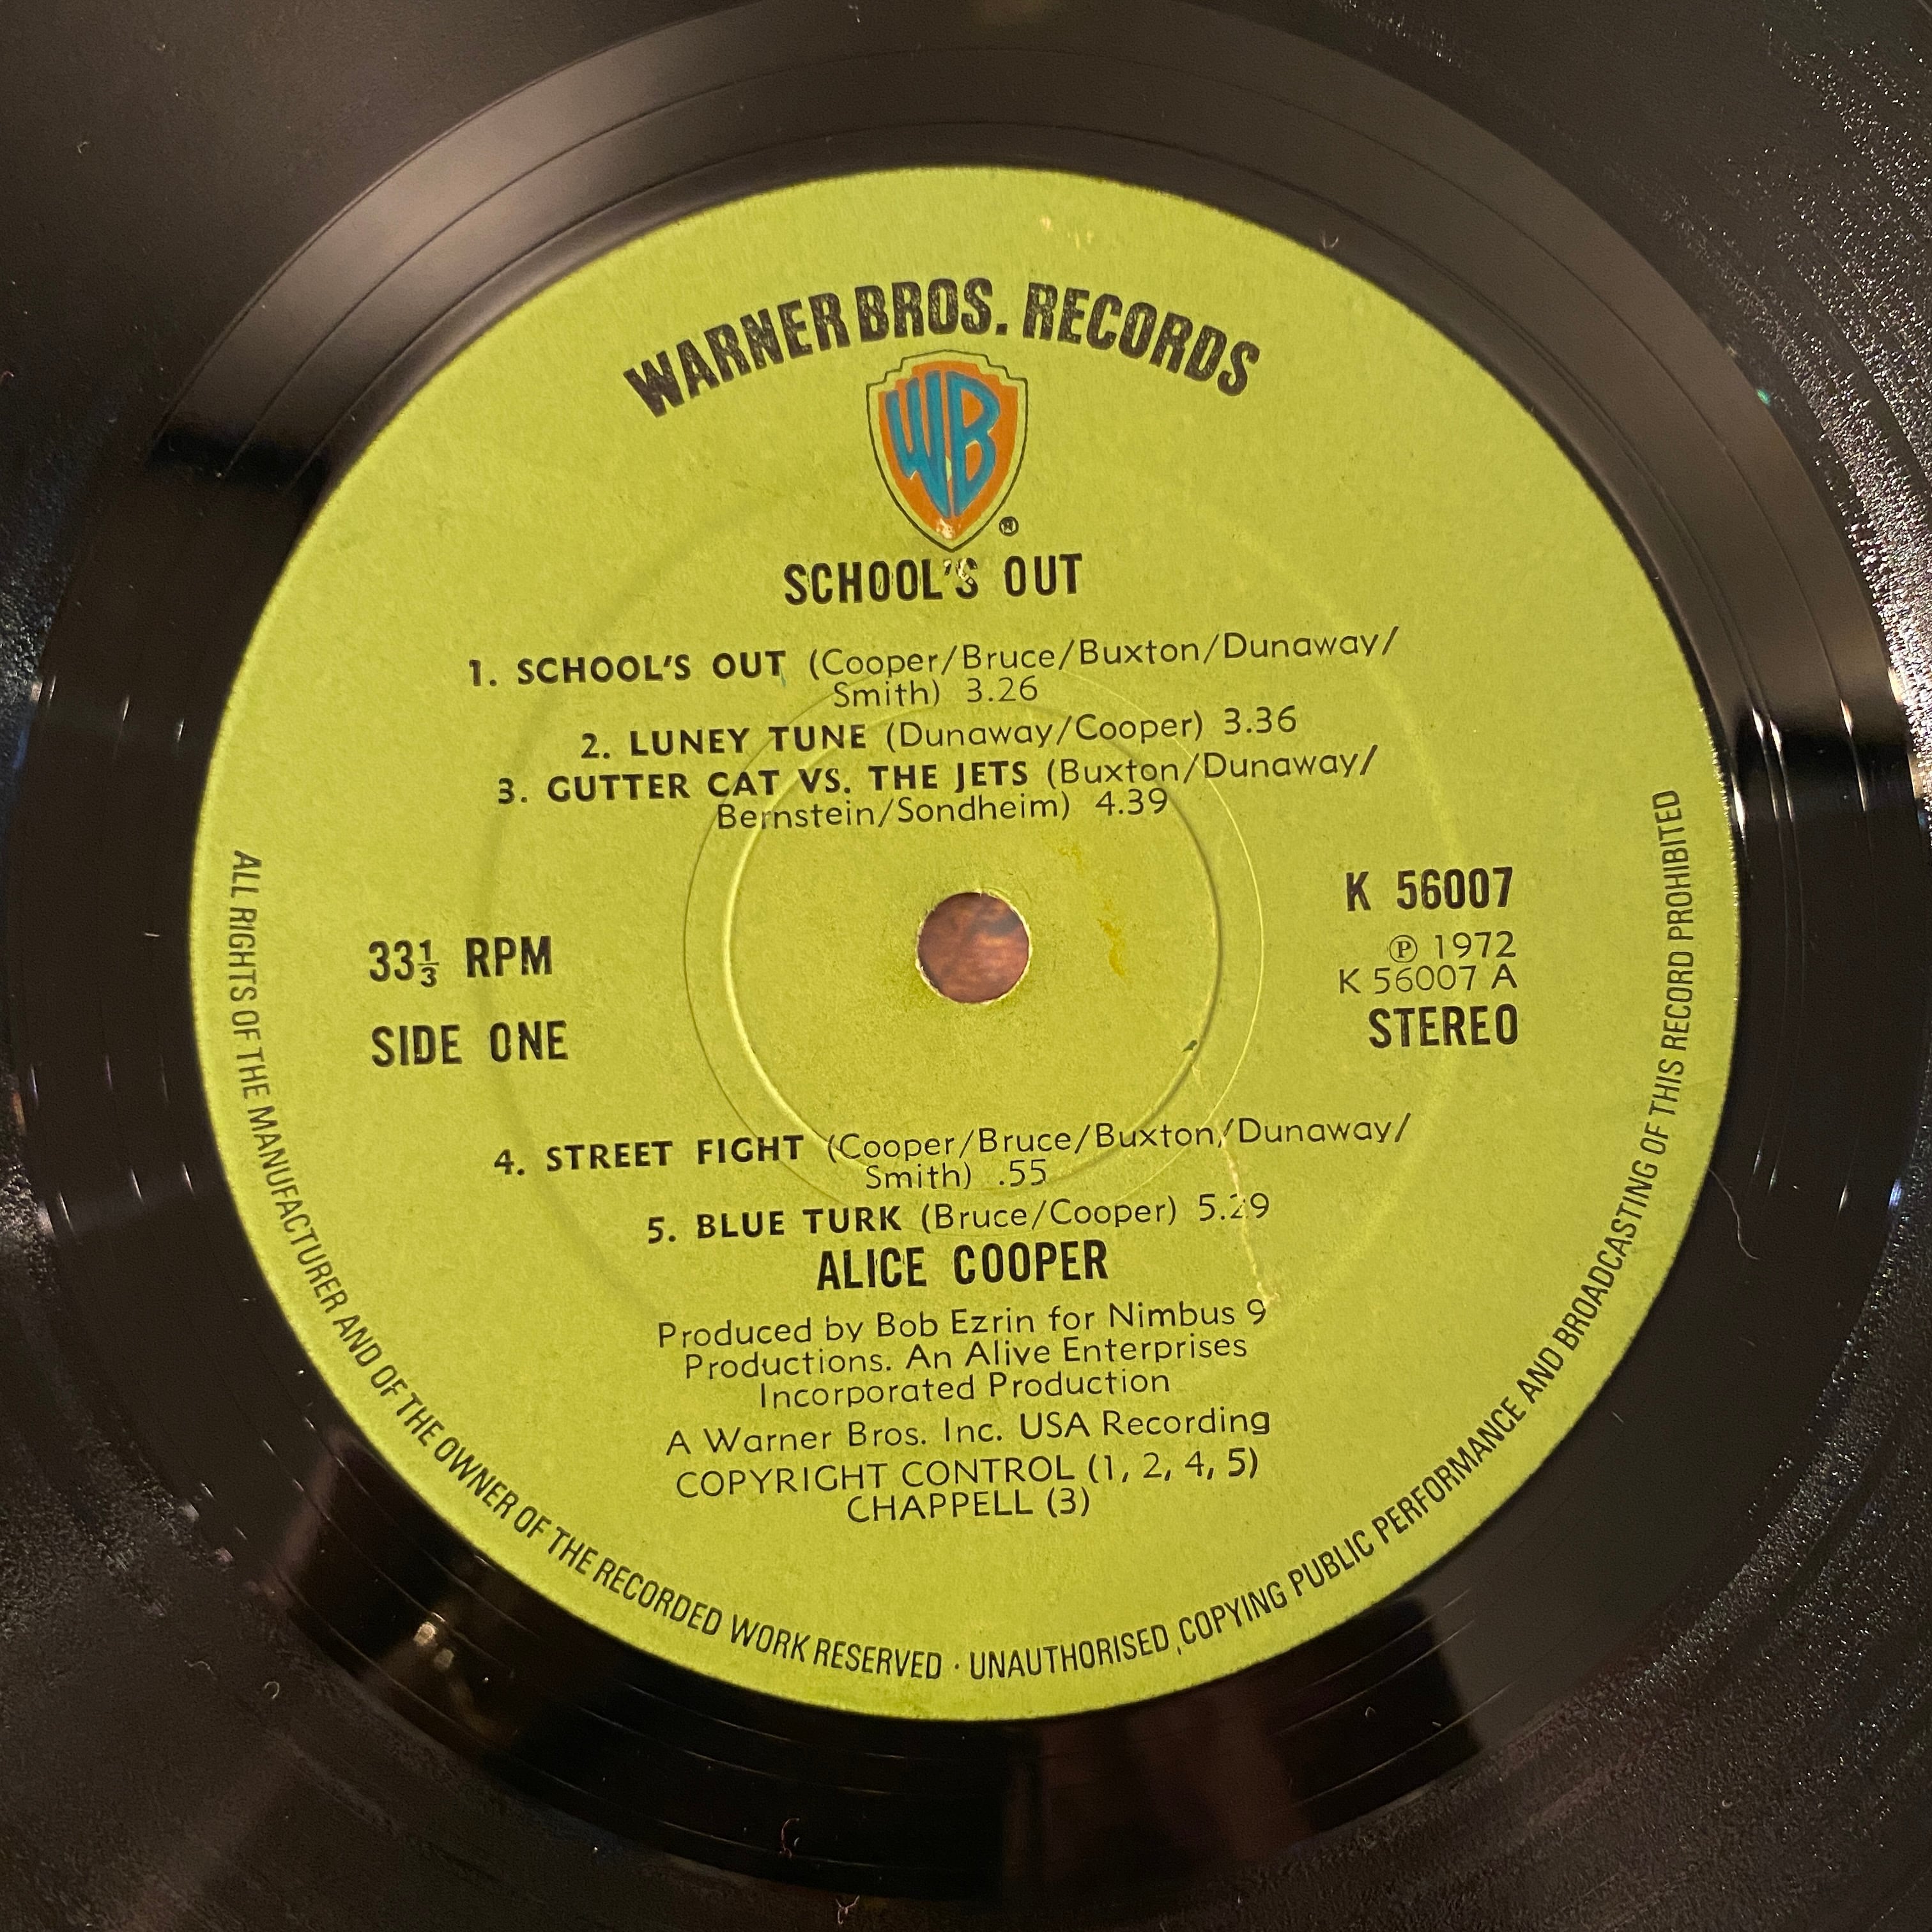 WARNER BROS. RECORDS
WB
®
SCHOOL'S OUT
1. SCHOOL'S OUT (Cooper/Bruce/Buxton/Dunaway/
Smith) 3.26
2. LUNEY TUNE (Dunaway/Cooper) 3.36
3. GUTTER CAT VS. THE JETS (Buxton/Dunaway/
Bernstein/Sondheim) 4.39
33⅓ RPM
SIDE ONE
K 56007
℗ 1972
K 56007 A
STEREO
4. STREET FIGHT (Cooper/Bruce/Buxton/Dunaway/
Smith) .55
5. BLUE TURK (Bruce/Cooper) 5.29
ALICE COOPER
Produced by Bob Ezrin for Nimbus 9
Productions. An Alive Enterprises
Incorporated Production
A Warner Bros. Inc. USA Recording
COPYRIGHT CONTROL (1, 2, 4, 5)
CHAPPELL (3)
ALL RIGHTS OF THE MANUFACTURER AND OF THE OWNER OF THE RECORDED WORK RESERVED · UNAUTHORISED, COPYING PUBLIC PERFORMANCE AND BROADCASTING OF THIS RECORD PROHIBITED